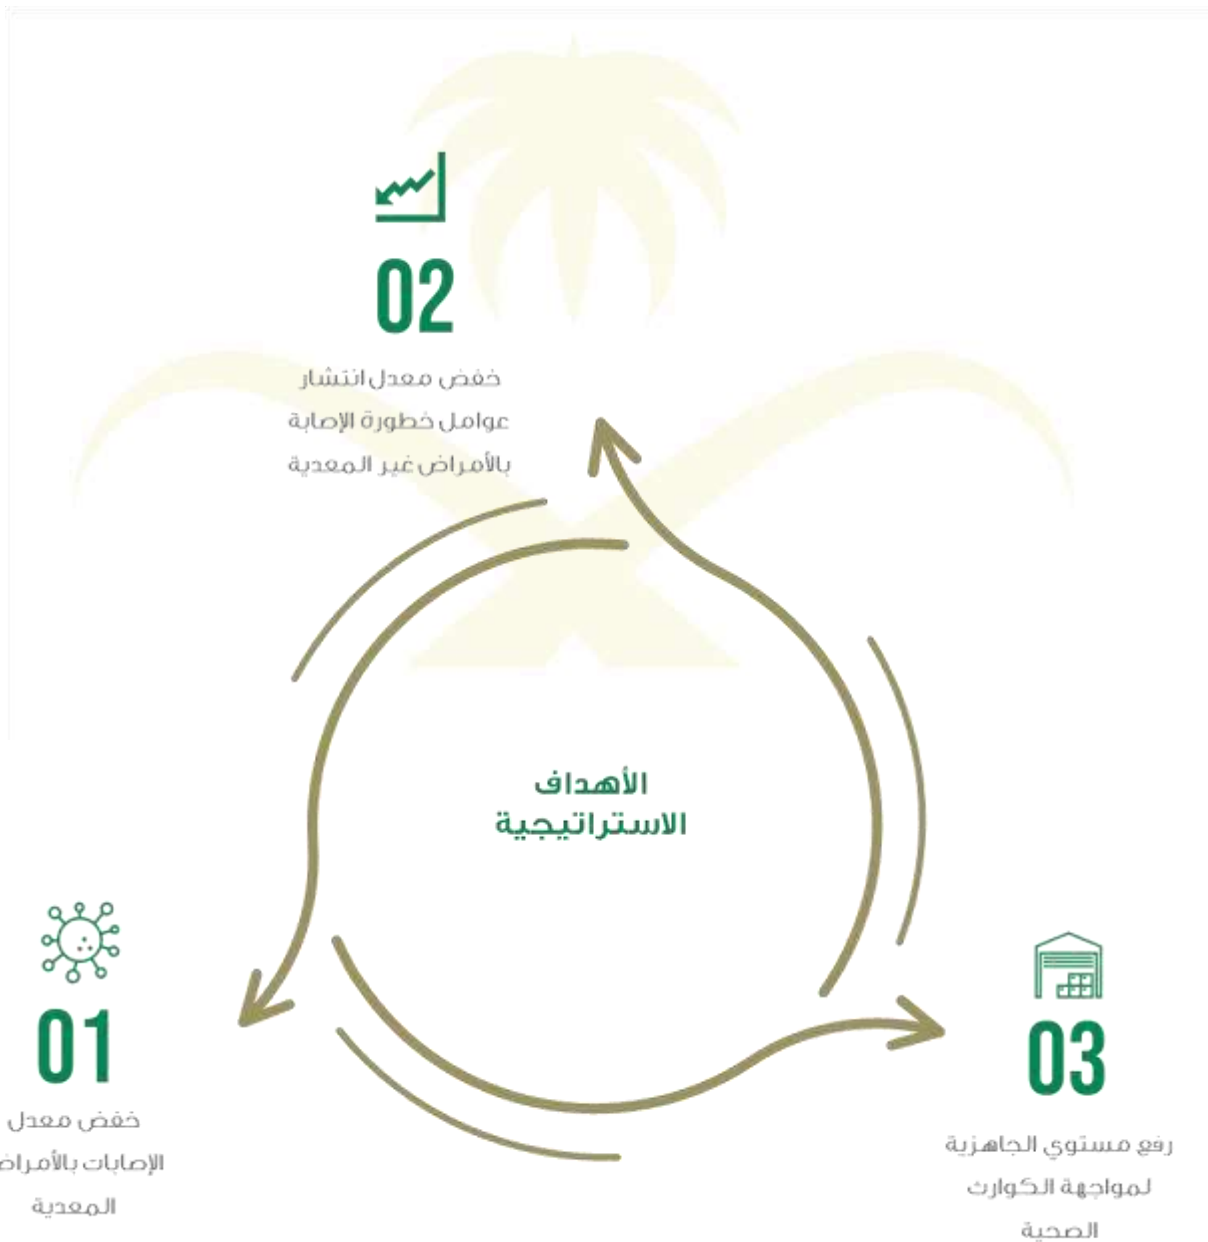 02
خفض معدل انتشار
عوامل خطورة الإصابة
بالأمراض غير المعدية
الأهداف
الاستراتيجية
01
خفض معدل
الإصابات بالأمراض
المعدية
03
رفع مستوي الجاهزية
لمواجهة الكوارث
الصحية